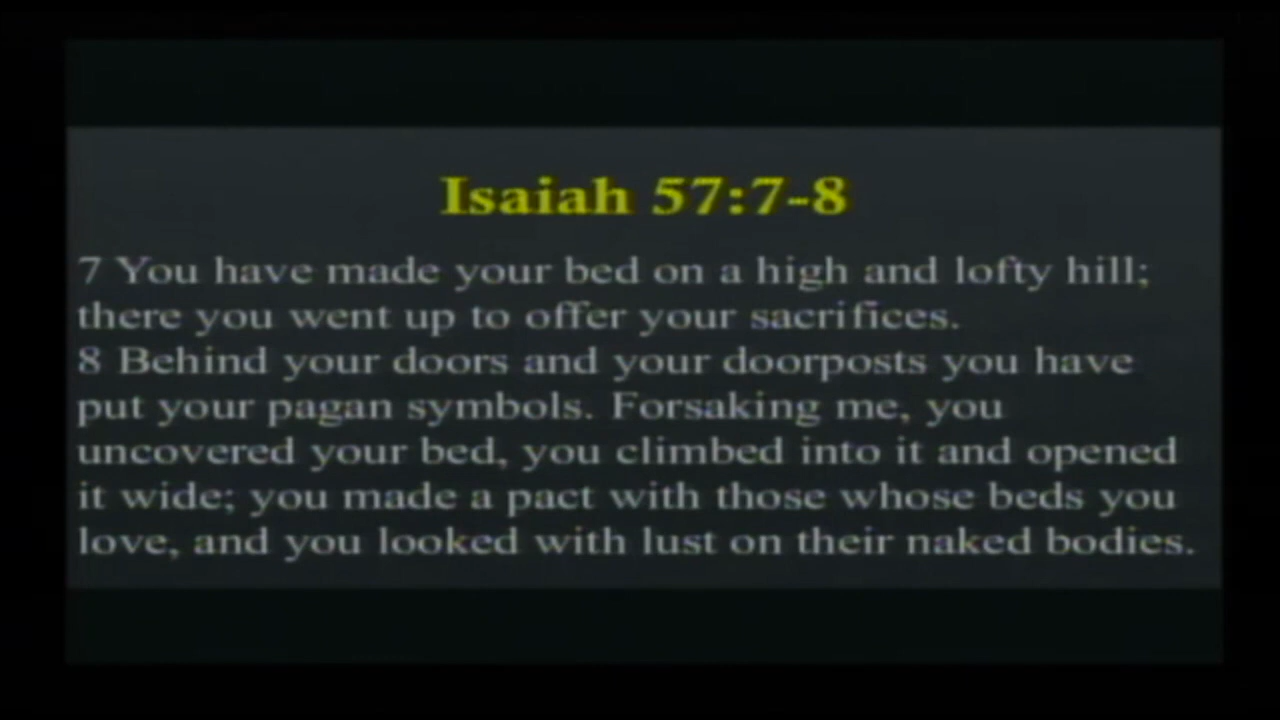 Isaiah 57:7-8
7 You have made your bed on a high and lofty hill;
there you went up to offer your sacrifices.
8 Behind your doors and your doorposts you have
put your pagan symbols. Forsaking me, you
uncovered your bed, you climbed into it and opened
it wide; you made a pact with those whose beds you
love, and you looked with lust on their naked bodies.